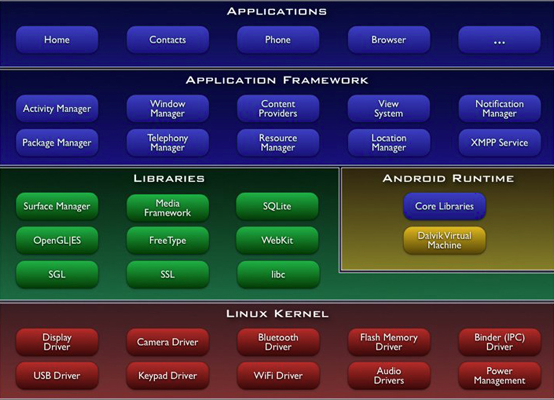 APPLICATIONS
Home
Contacts
Phone
Browser
...
APPLICATION FRAMEWORK
Activity Manager
Window
Manager
Content
Providers
View
System
Notification
Manager
Package Manager
Telephony
Manager
Resource
Manager
Location
Manager
XMPP Service
LIBRARIES
Surface Manager
Media
Framework
SQLite
OpenGL|ES
FreeType
WebKit
SGL
SSL
libc
ANDROID RUNTIME
Core Libraries
Dalvik Virtual
Machine
LINUX KERNEL
Display
Driver
Camera Driver
Bluetooth
Driver
Flash Memory
Driver
Binder (IPC)
Driver
USB Driver
Keypad Driver
WiFi Driver
Audio
Drivers
Power
Management